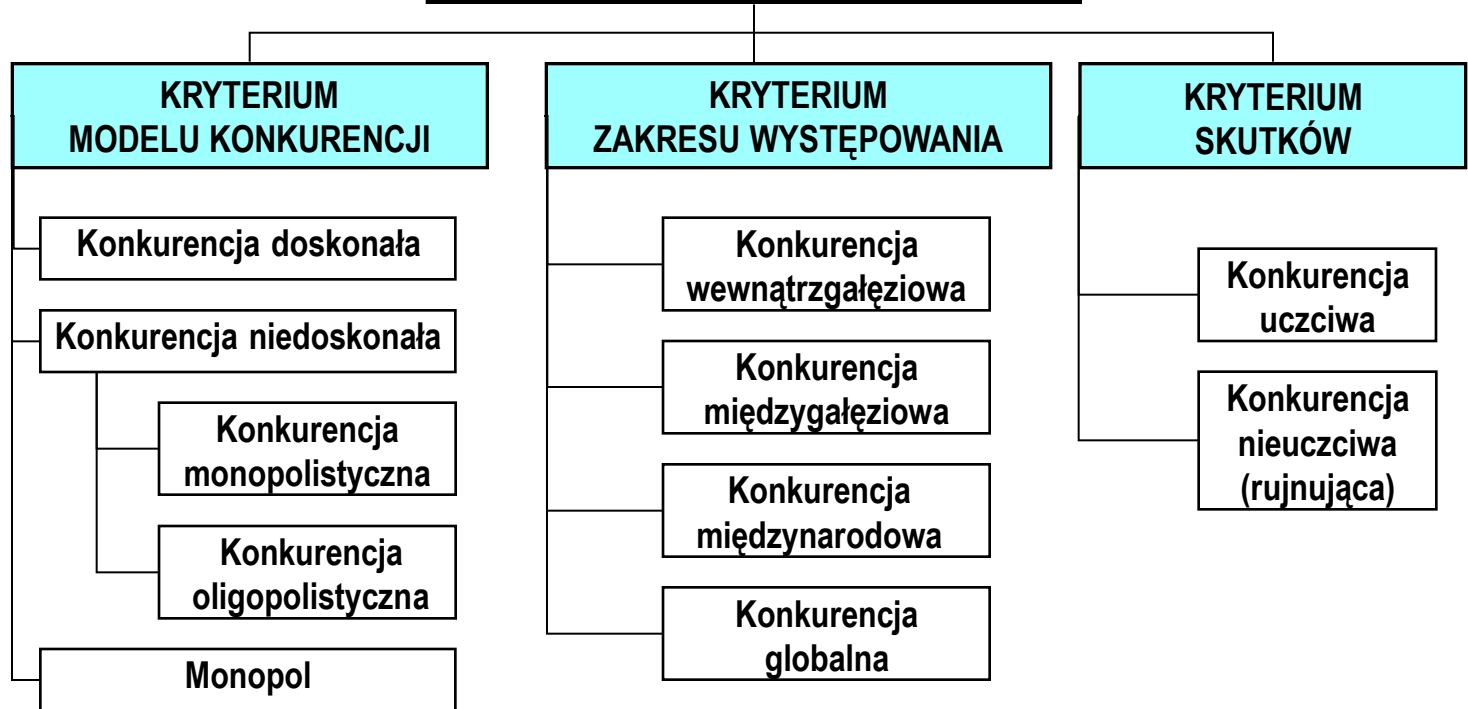 KRYTERIUM
MODELU KONKURENCJI
Konkurencja doskonała
Konkurencja niedoskonała
Konkurencja
monopolistyczna
Konkurencja
oligopolistyczna
Monopol
KRYTERIUM
ZAKRESU WYSTĘPOWANIA
Konkurencja
wewnątrzgałęziowa
Konkurencja
międzygałęziowa
Konkurencja
międzynarodowa
Konkurencja
globalna
KRYTERIUM
SKUTKÓW
Konkurencja
uczciwa
Konkurencja
nieuczciwa
(rujnująca)